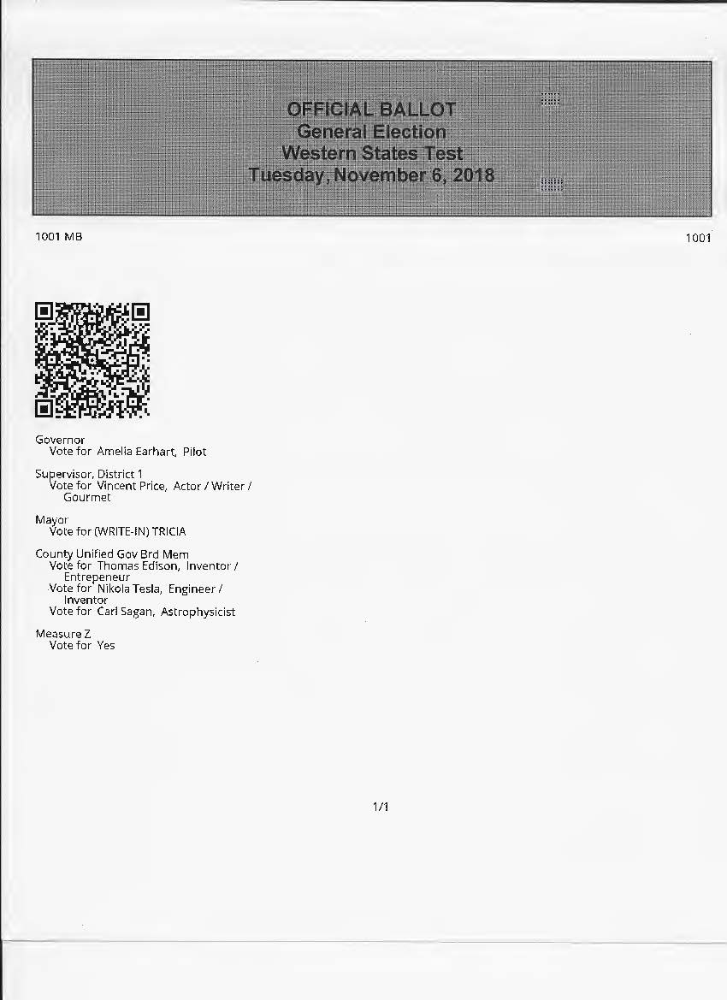 OFFICIAL BALLOT
General Election
Western States Test
Tuesday, November 6, 2018
1001 MB 1001
Governor
Vote for Amelia Earhart, Pilot
Supervisor, District 1
Vote for Vincent Price, Actor / Writer /
Gourmet
Mayor
Vote for (WRITE-IN) TRICIA
County Unified Gov Brd Mem
Vote for Thomas Edison, Inventor /
Entrepeneur
Vote for Nikola Tesla, Engineer /
Inventor
Vote for Carl Sagan, Astrophysicist
Measure Z
Vote for Yes
1/1